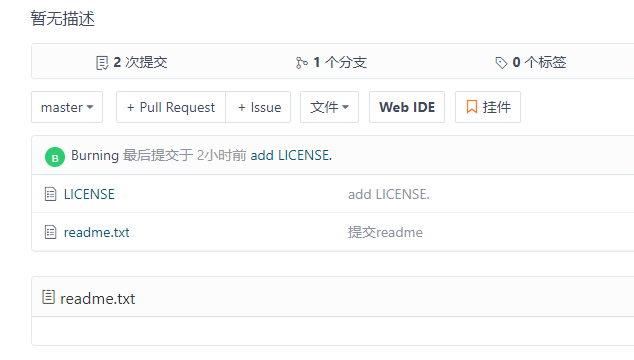 暂无描述
2 次提交 1 个分支 0 个标签
master + Pull Request + Issue 文件 Web IDE 挂件
B Burning 最后提交于 2小时前 add LICENSE.
LICENSE add LICENSE.
readme.txt 提交readme
readme.txt